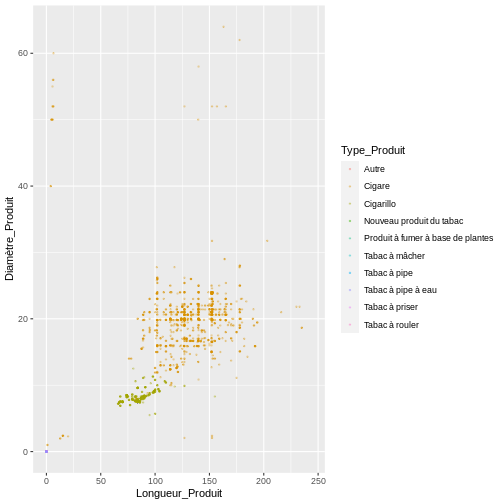 60
40
20
0
Diamètre_Produit
0
50
100
150
200
250
Longueur_Produit
Type_Produit
Autre
Cigare
Cigarillo
Nouveau produit du tabac
Produit à fumer à base de plantes
Tabac à mâcher
Tabac à pipe
Tabac à pipe à eau
Tabac à priser
Tabac à rouler